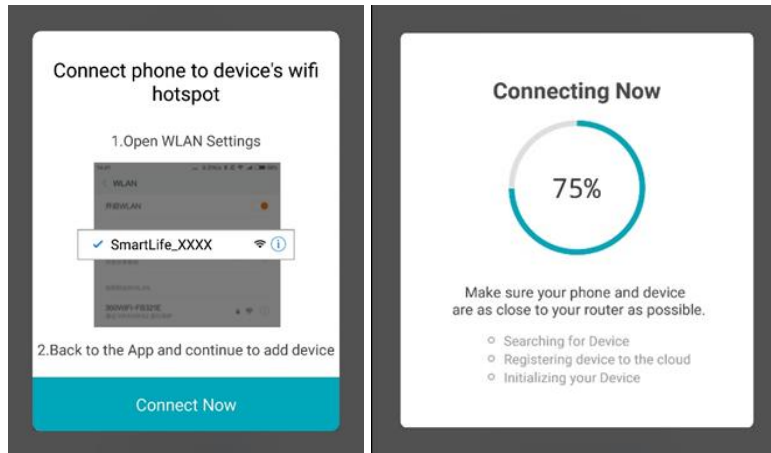 Connect phone to device's wifi
hotspot
1.Open WLAN Settings
WLAN
SmartLife_XXXX
2.Back to the App and continue to add device
Connect Now
Connecting Now
75%
Make sure your phone and device
are as close to your router as possible.
Searching for Device
Registering device to the cloud
Initializing your Device